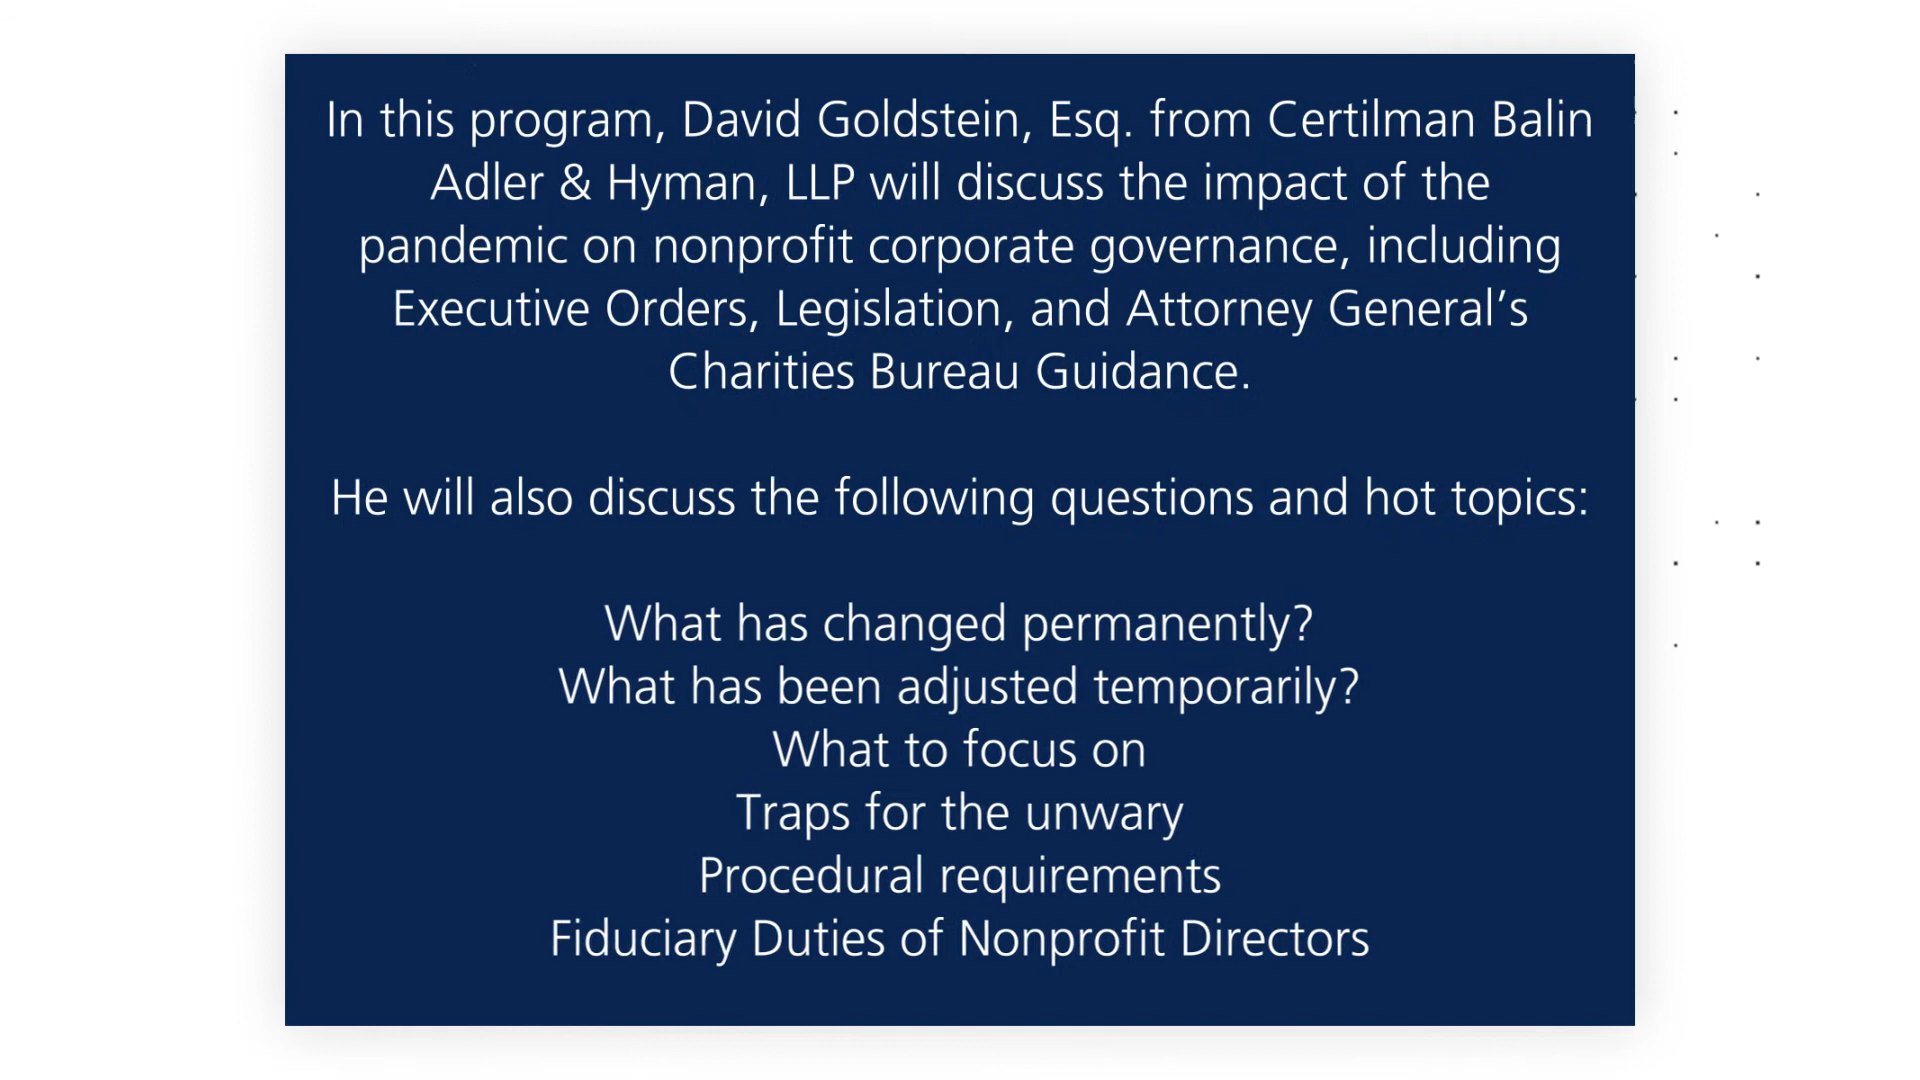 In this program, David Goldstein, Esq. from Certilman Balin
Adler & Hyman, LLP will discuss the impact of the
pandemic on nonprofit corporate governance, including
Executive Orders, Legislation, and Attorney General’s
Charities Bureau Guidance.
He will also discuss the following questions and hot topics:
What has changed permanently?
What has been adjusted temporarily?
What to focus on
Traps for the unwary
Procedural requirements
Fiduciary Duties of Nonprofit Directors